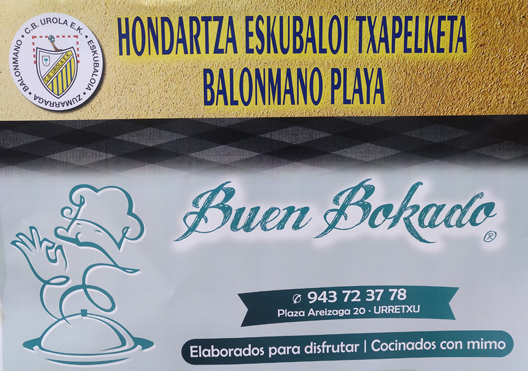 C.B. UROLA E.K. • ESKUBALOIA • ZUMARRAGA • BALONMANO •
HONDARTZA ESKUBALOI TXAPELKETA
BALONMANO PLAYA
Buen Bokado®
✆ 943 72 37 78
Plaza Areizaga 20 · URRETXU
Elaborados para disfrutar | Cocinados con mimo